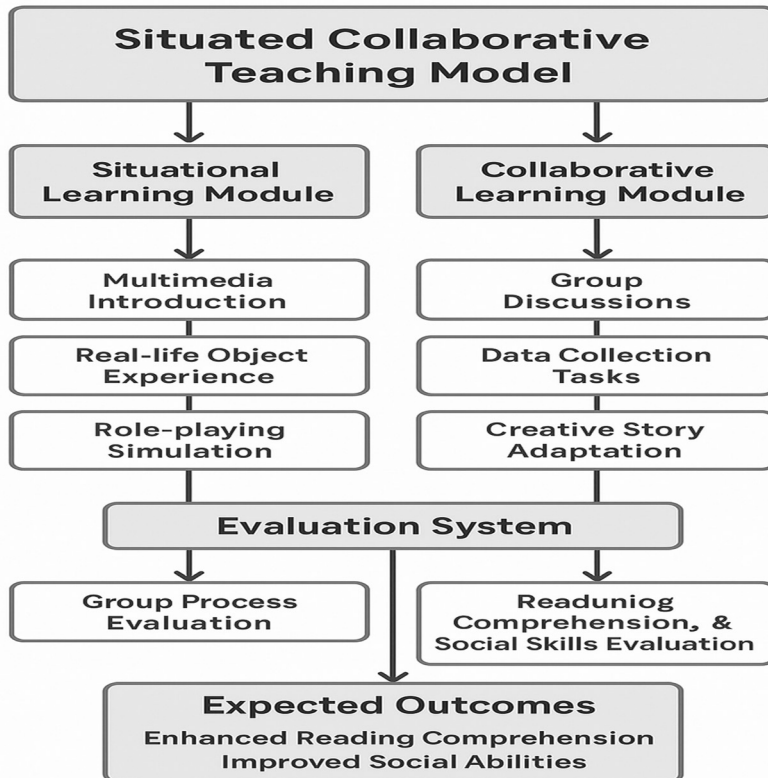 Situated Collaborative
Teaching Model
Situational
Learning Module
Collaborative
Learning Module
Multimedia
Introduction
Group
Discussions
Real-life Object
Experience
Data Collection
Tasks
Role-playing
Simulation
Creative Story
Adaptation
Evaluation System
Group Process
Evaluation
Readuniog
Comprehension, &
Social Skills Evaluation
Expected Outcomes
Enhanced Reading Comprehension
Improved Social Abilities